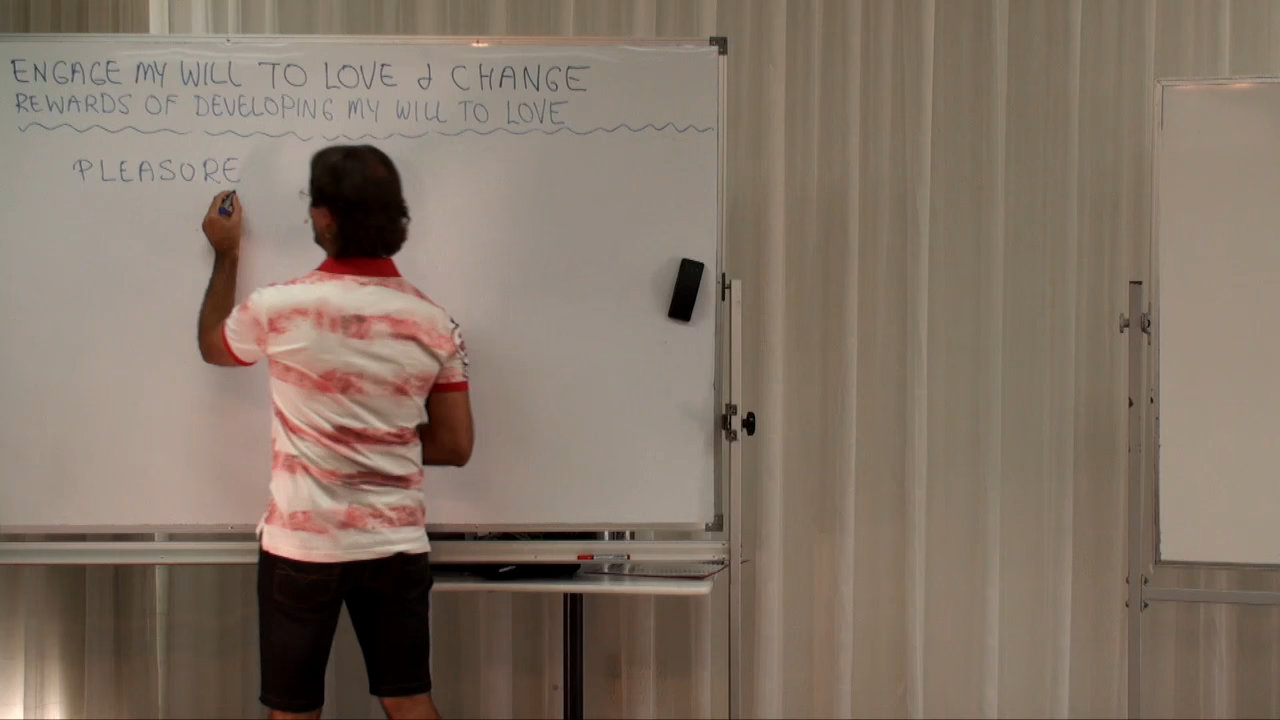 ENGAGE MY WILL TO LOVE & CHANGE
REWARDS OF DEVELOPING MY WILL TO LOVE
PLEASURE